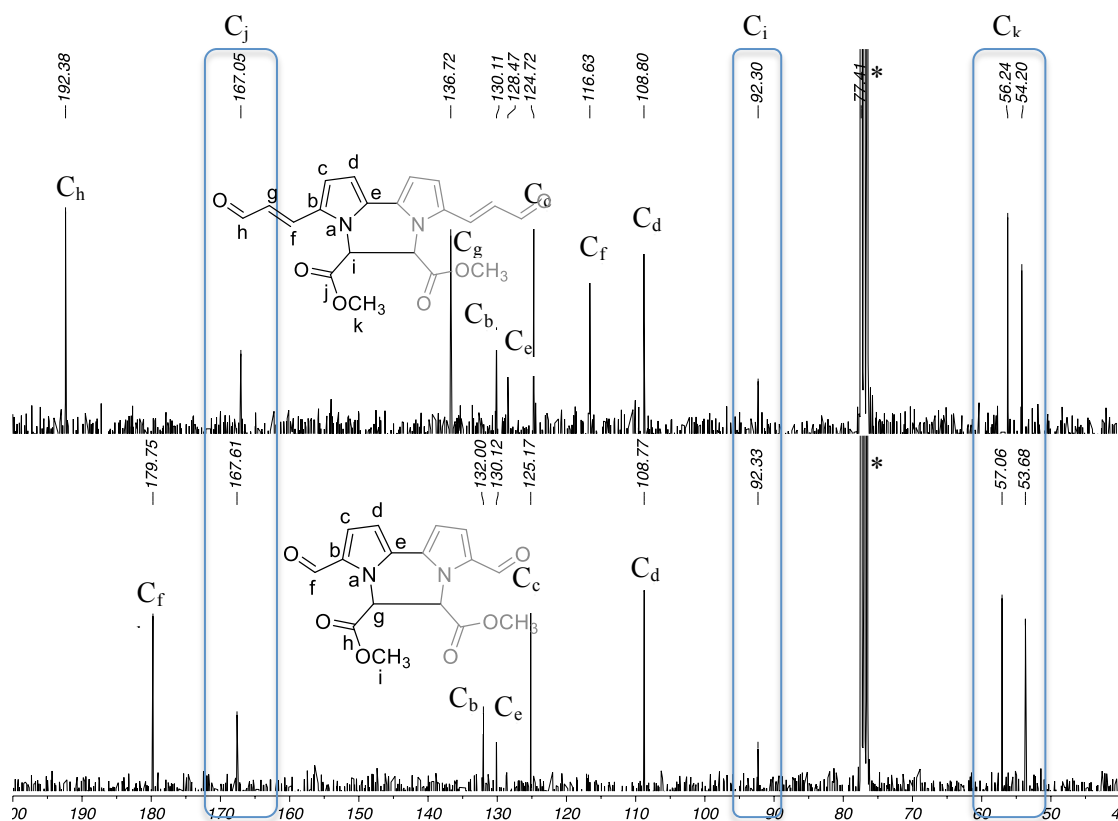 Cj Ci Ck
192.38 167.05 136.72 130.11 128.47 124.72 116.63 108.80 92.30 77.41 * 56.24 54.20
Ch
c d
g
O b e Cc O
h f a N N
Cg Cf Cd
O i OCH3
j O
OCH3
k
Cb
Ce
179.75 167.61 132.00 130.12 125.17 108.77 92.33 * 57.06 53.68
c d
O b e O
f a N N
Cc Cd
Cf
g
O OCH3
h O
OCH3
i
Cb Ce
00 190 180 170 160 150 140 130 120 110 100 90 80 70 60 50 4